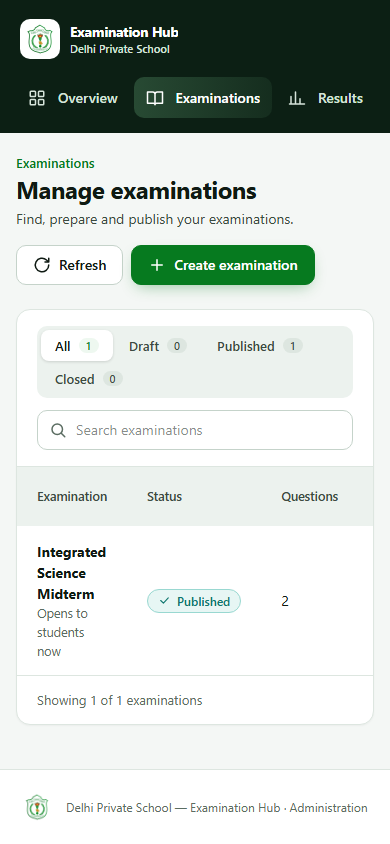 Examination Hub
Delhi Private School
Overview
Examinations
Results
Examinations
Manage examinations
Find, prepare and publish your examinations.
Refresh
Create examination
All 1
Draft 0
Published 1
Closed 0
Search examinations
Examination Status Questions
Integrated
Science
Midterm
Opens to
students
now
Published
2
Showing 1 of 1 examinations
Delhi Private School — Examination Hub · Administration